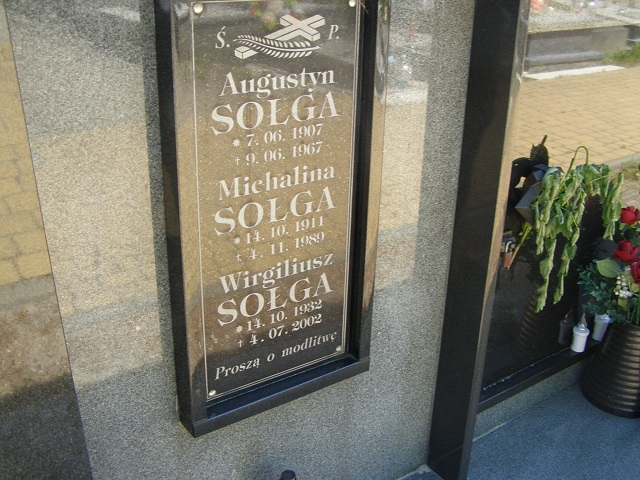 Ś. P.
Augustyn
SOŁGA
* 7. 06. 1907
† 9. 06. 1967
Michalina
SOŁGA
* 14. 10. 1911
† 4. 11. 1989
Wirgiliusz
SOŁGA
* 14. 10. 1932
† 4. 07. 2002
Proszą o modlitwę